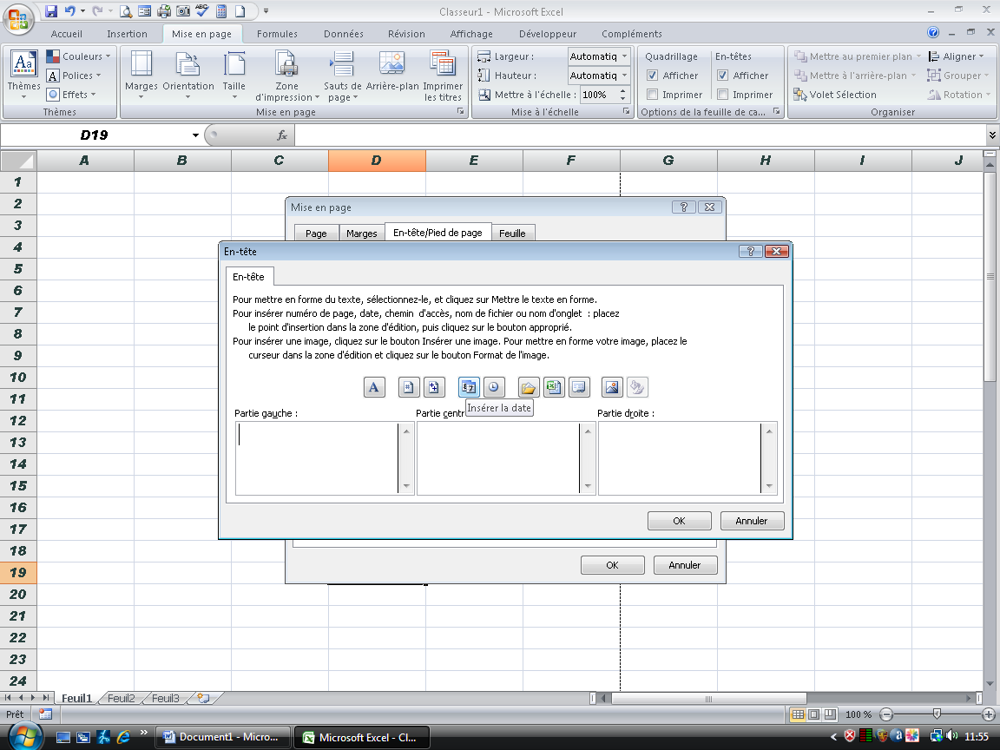 Classeur1 - Microsoft Excel
Accueil Insertion Mise en page Formules Données Révision Affichage Développeur Compléments
Thèmes
Couleurs
Polices
Effets
Thèmes
Marges
Orientation
Taille
Zone d'impression
Sauts de page
Arrière-plan
Imprimer les titres
Mise en page
Largeur : Automatiq
Hauteur : Automatiq
Mettre à l'échelle : 100%
Mise à l'échelle
Quadrillage En-têtes
Afficher Afficher
Imprimer Imprimer
Options de la feuille de ca...
Mettre au premier plan Aligner
Mettre à l'arrière-plan Grouper
Volet Sélection Rotation
Organiser
D19 fx
A B C D E F G H I J
1
2
3
4
5
6
7
8
9
10
11
12
13
14
15
16
17
18
19
20
21
22
23
24
Mise en page
Page Marges En-tête/Pied de page Feuille
En-tête
En-tête
Pour mettre en forme du texte, sélectionnez-le, et cliquez sur Mettre le texte en forme.
Pour insérer numéro de page, date, chemin d'accès, nom de fichier ou nom d'onglet : placez
le point d'insertion dans la zone d'édition, puis cliquez sur le bouton approprié.
Pour insérer une image, cliquez sur le bouton Insérer une image. Pour mettre en forme votre image, placez le
curseur dans la zone d'édition et cliquez sur le bouton Format de l'image.
A
Insérer la date
Partie gauche : Partie centr Partie droite :
OK Annuler
OK Annuler
Feuil1 Feuil2 Feuil3
Prêt 100 %
Document1 - Micro... Microsoft Excel - Cl... 11:55